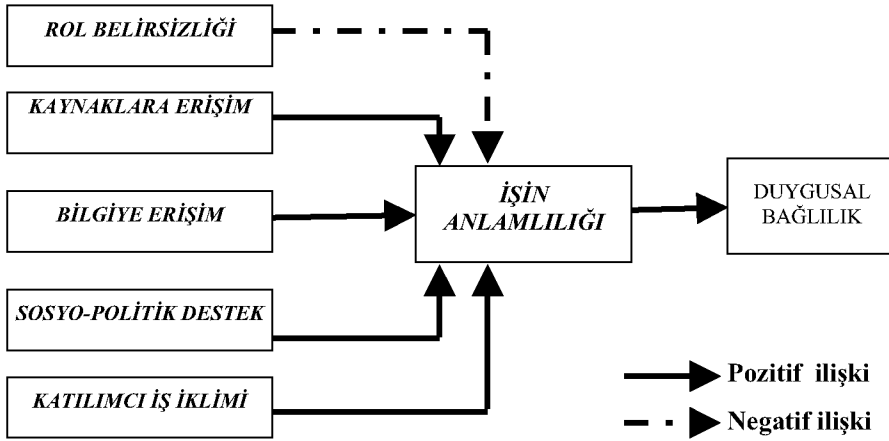 ROL BELİRSİZLİĞİ
KAYNAKLARA ERİŞİM
BİLGİYE ERİŞİM
SOSYO-POLİTİK DESTEK
KATILIMCI İŞ İKLİMİ
İŞİN
ANLAMLILIĞI
DUYGUSAL
BAĞLILIK
Pozitif ilişki
Negatif ilişki